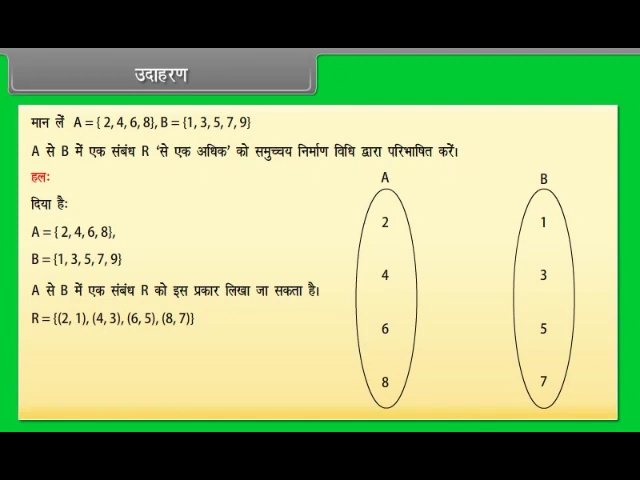 उदाहरण
मान लें A = { 2, 4, 6, 8}, B = {1, 3, 5, 7, 9}
A से B में एक संबंध R ‘से एक अधिक’ को समुच्चय निर्माण विधि द्वारा परिभाषित करें।
हलः
दिया हैः
A = { 2, 4, 6, 8},
B = {1, 3, 5, 7, 9}
A से B में एक संबंध R को इस प्रकार लिखा जा सकता है।
R = {(2, 1), (4, 3), (6, 5), (8, 7)}
A B
2 1
4 3
6 5
8 7